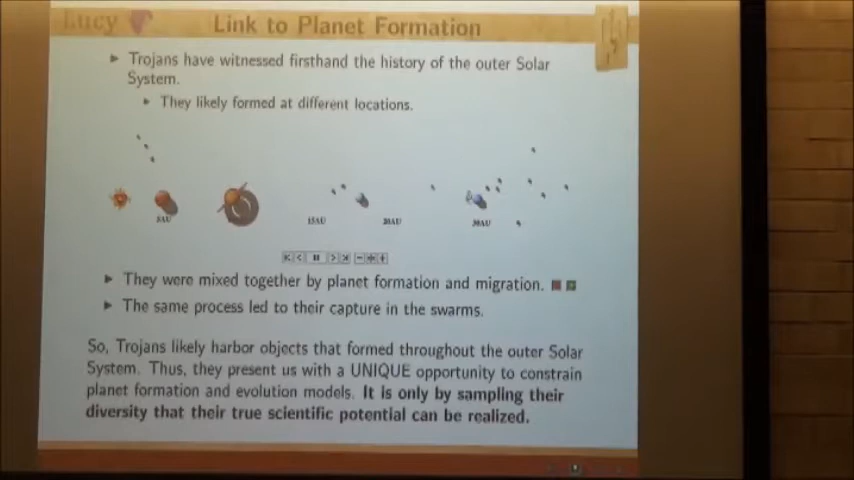 Lucy
Link to Planet Formation
Trojans have witnessed firsthand the history of the outer Solar
System.
They likely formed at different locations.
5AU
15AU
20AU
30AU
They were mixed together by planet formation and migration.
The same process led to their capture in the swarms.
So, Trojans likely harbor objects that formed throughout the outer Solar
System. Thus, they present us with a UNIQUE opportunity to constrain
planet formation and evolution models. It is only by sampling their
diversity that their true scientific potential can be realized.